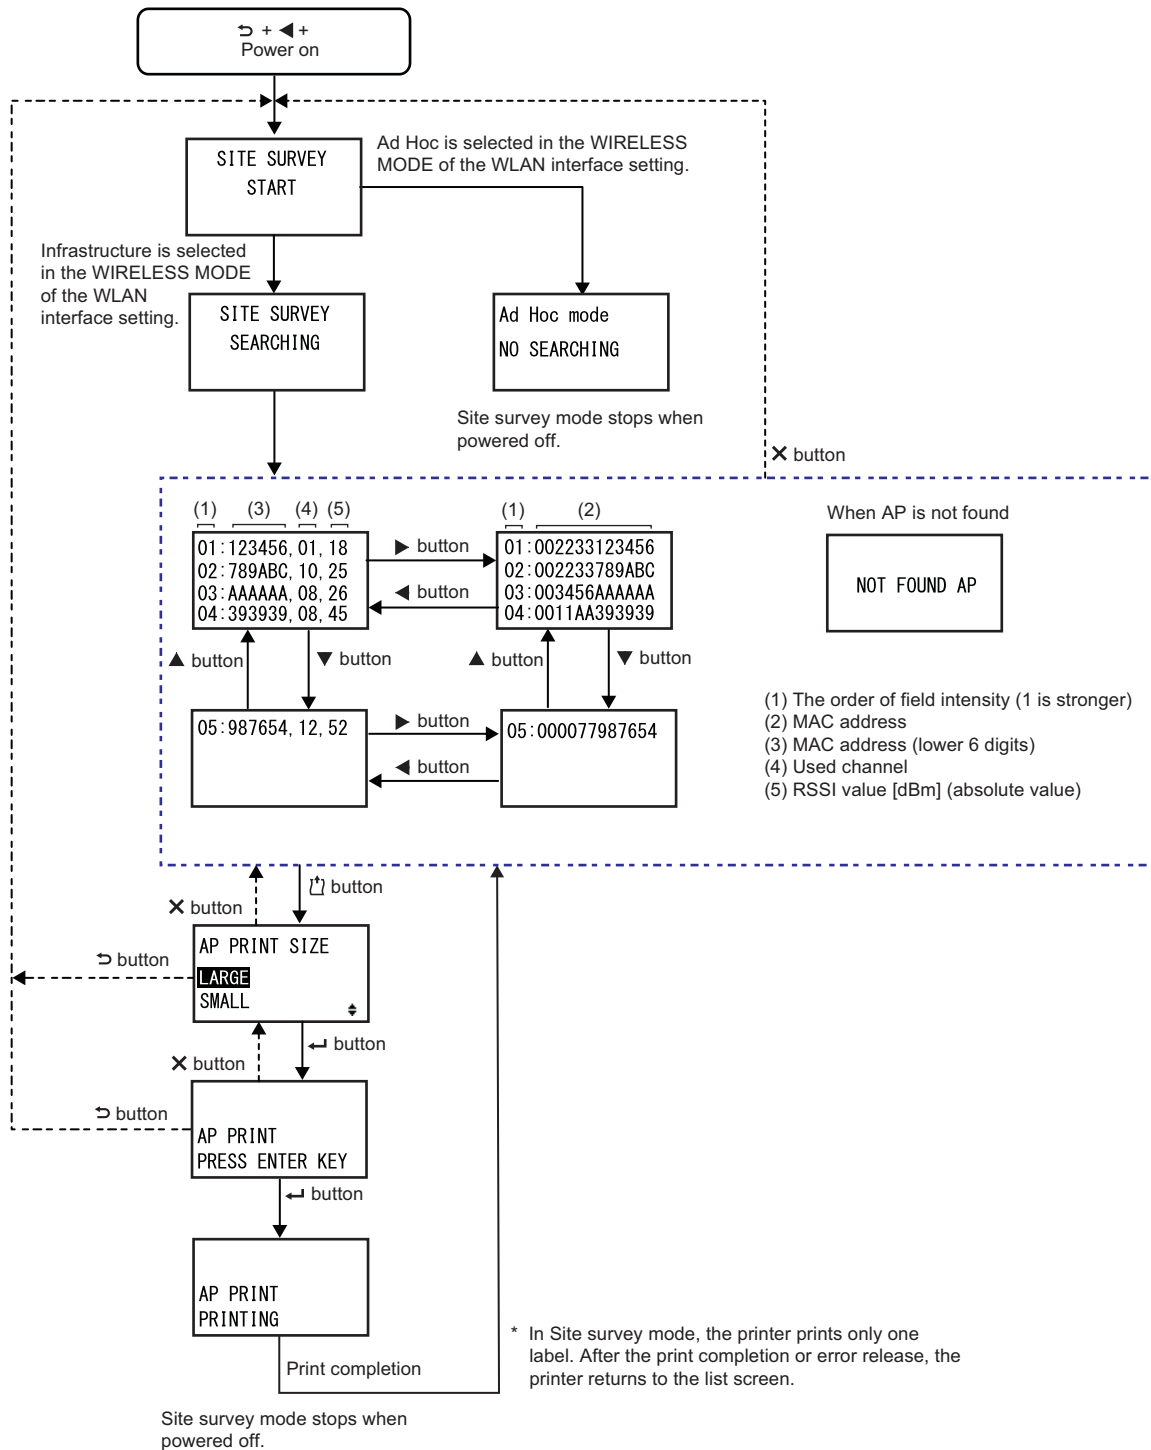 ⮌ + ◀ +
Power on
Ad Hoc is selected in the WIRELESS
MODE of the WLAN interface setting.
SITE SURVEY
START
Infrastructure is selected
in the WIRELESS MODE
of the WLAN
interface setting.
SITE SURVEY
SEARCHING
Ad Hoc mode
NO SEARCHING
Site survey mode stops when
powered off.
✕ button
(1) (3) (4) (5)
01:123456,01,18
02:789ABC,10,25
03:AAAAAA,08,26
04:393939,08,45
▶ button
◀ button
(1) (2)
01:002233123456
02:002233789ABC
03:003456AAAAAA
04:0011AA393939
When AP is not found
NOT FOUND AP
▲ button
▼ button
▲ button
▼ button
05:987654,12,52
▶ button
◀ button
05:000077987654
(1) The order of field intensity (1 is stronger)
(2) MAC address
(3) MAC address (lower 6 digits)
(4) Used channel
(5) RSSI value [dBm] (absolute value)
button
✕ button
AP PRINT SIZE
LARGE
SMALL
⮌ button
↵ button
✕ button
⮌ button
AP PRINT
PRESS ENTER KEY
↵ button
AP PRINT
PRINTING
Print completion
* In Site survey mode, the printer prints only one
label. After the print completion or error release, the
printer returns to the list screen.
Site survey mode stops when
powered off.